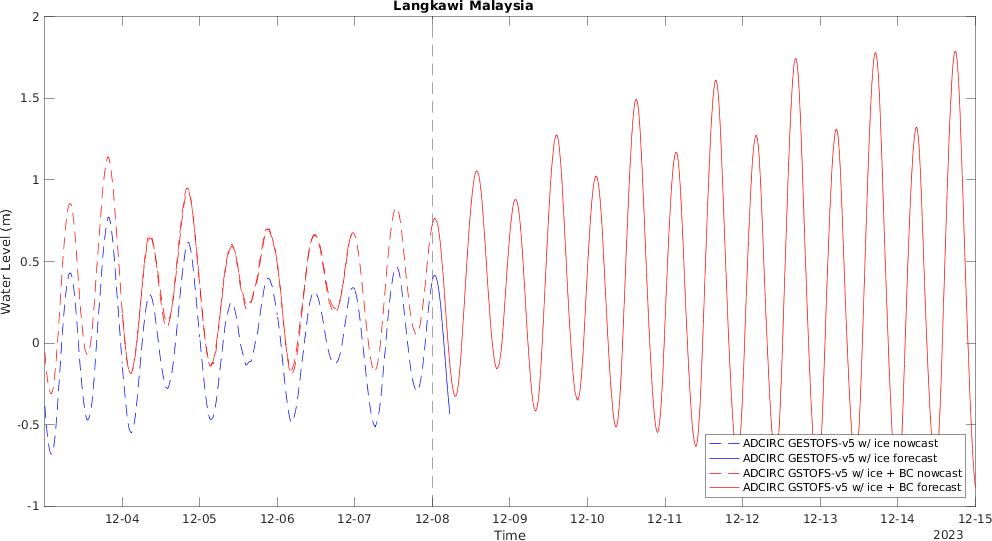 Langkawi Malaysia
2
1.5
1
0.5
0
-0.5
-1
Water Level (m)
ADCIRC GESTOFS-v5 w/ ice nowcast
ADCIRC GESTOFS-v5 w/ ice forecast
ADCIRC GSTOFS-v5 w/ ice + BC nowcast
ADCIRC GSTOFS-v5 w/ ice + BC forecast
12-04 12-05 12-06 12-07 12-08 12-09 12-10 12-11 12-12 12-13 12-14 12-15
Time
2023